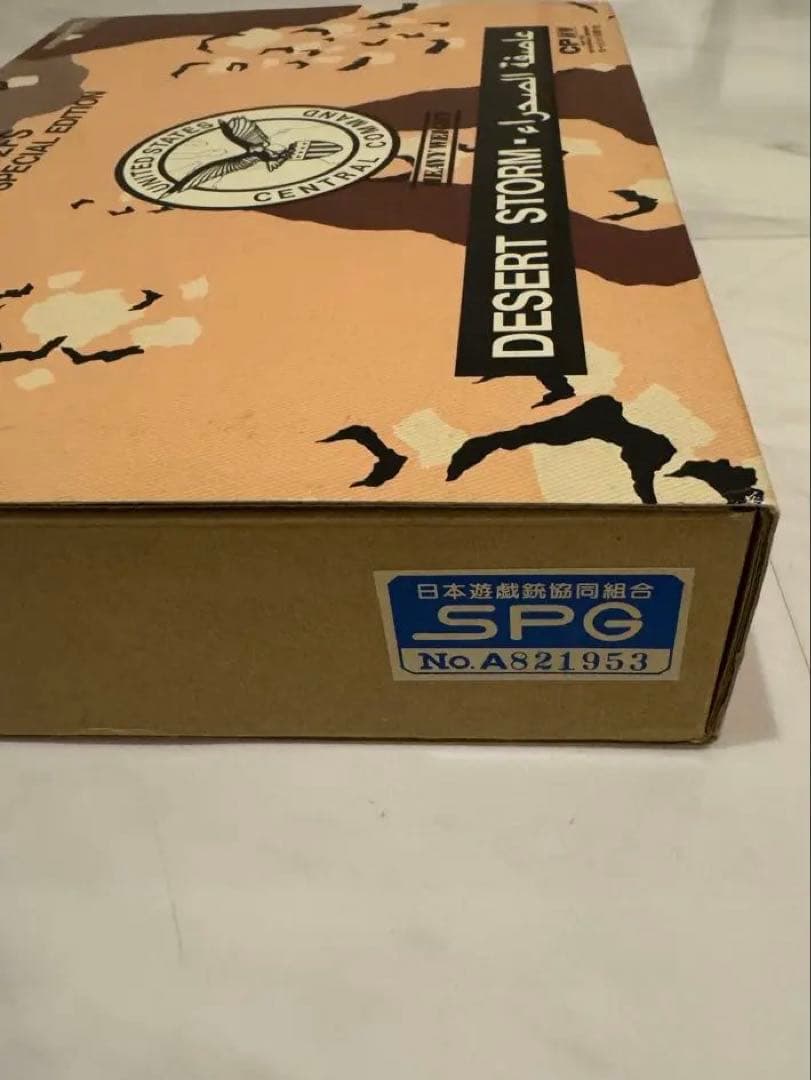 SPECIAL EDITION
UNITED STATES
CENTRAL COMMAND
HEAVY WEIGHT
DESERT STORM - عاصفة الصحراء
CP
日本遊戯銃協同組合
SPG
No. A821953